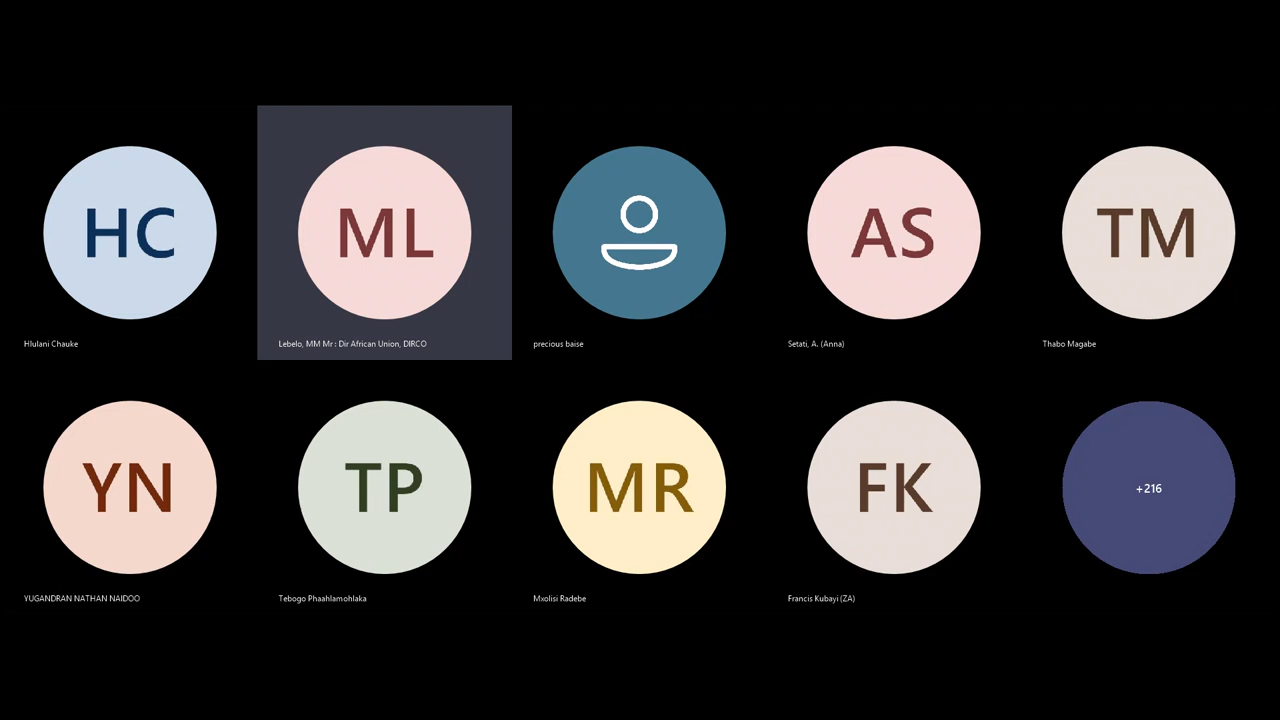 HC
ML
AS
TM
Hlulani Chauke
Lebelo, MM Mr : Dir African Union, DIRCO
precious baise
Setati, A. (Anna)
Thabo Magabe
YN
TP
MR
FK
+216
YUGANDRAN NATHAN NAIDOO
Tebogo Phaahlamohlaka
Mxolisi Radebe
Francis Kubayi (ZA)